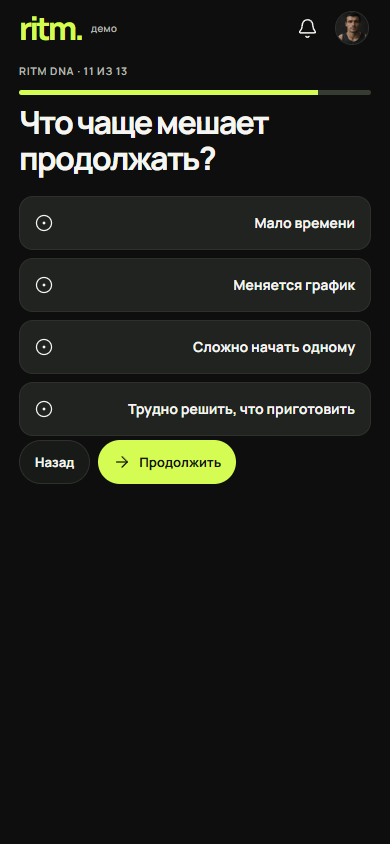 ritm. демо
RITM DNA · 11 ИЗ 13
Что чаще мешает
продолжать?
Мало времени
Меняется график
Сложно начать одному
Трудно решить, что приготовить
Назад
Продолжить